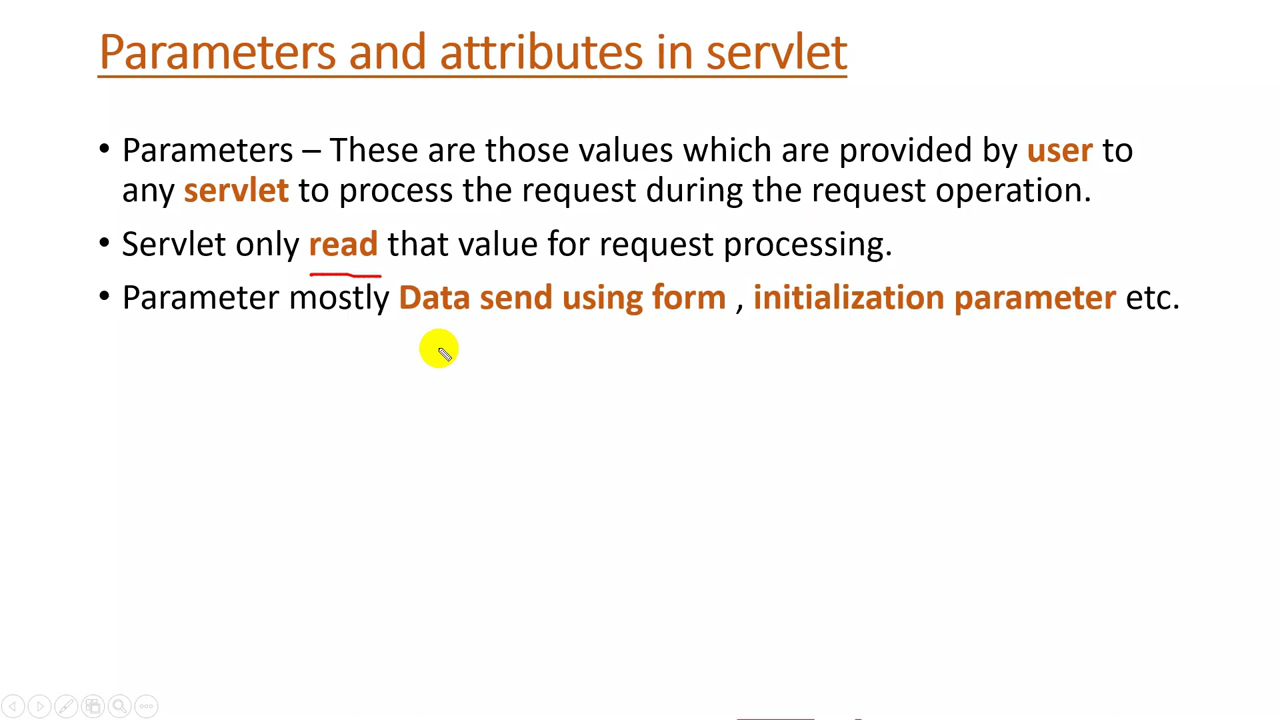 Parameters and attributes in servlet
• Parameters – These are those values which are provided by user to
any servlet to process the request during the request operation.
• Servlet only read that value for request processing.
• Parameter mostly Data send using form , initialization parameter etc.